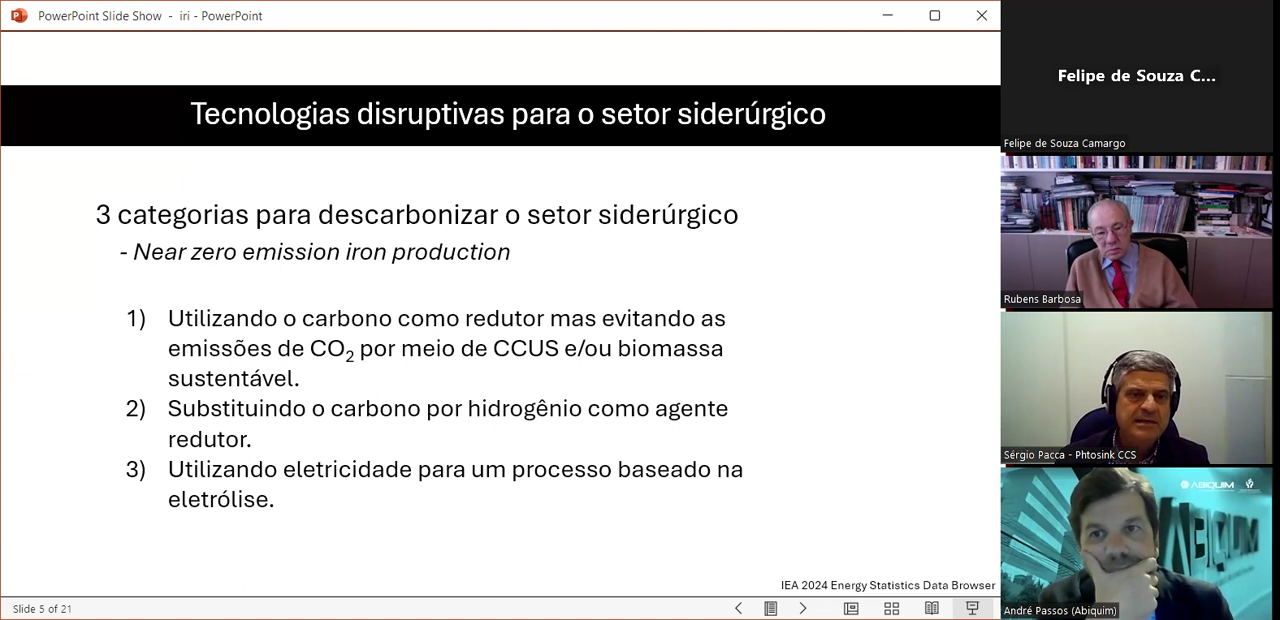 PowerPoint Slide Show - iri - PowerPoint
Tecnologias disruptivas para o setor siderúrgico
3 categorias para descarbonizar o setor siderúrgico
- Near zero emission iron production
1) Utilizando o carbono como redutor mas evitando as
emissões de CO2 por meio de CCUS e/ou biomassa
sustentável.
2) Substituindo o carbono por hidrogênio como agente
redutor.
3) Utilizando eletricidade para um processo baseado na
eletrólise.
IEA 2024 Energy Statistics Data Browser
Slide 5 of 21
Felipe de Souza C...
Felipe de Souza Camargo
Rubens Barbosa
Sérgio Pacca - Phtosink CCS
ABIQUIM
ABIQUIM
André Passos (Abiquim)